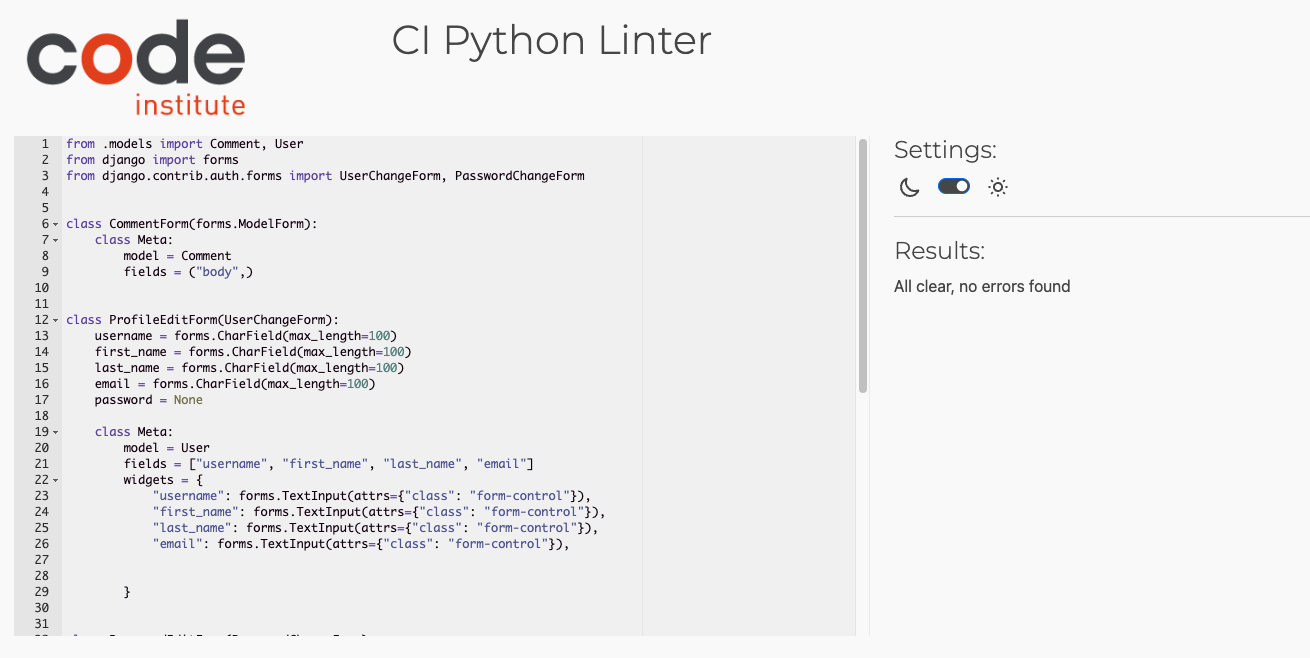 code
institute
CI Python Linter
1 from .models import Comment, User
2 from django import forms
3 from django.contrib.auth.forms import UserChangeForm, PasswordChangeForm
4
5
6 class CommentForm(forms.ModelForm):
7     class Meta:
8         model = Comment
9         fields = ("body",)
10
11
12 class ProfileEditForm(UserChangeForm):
13     username = forms.CharField(max_length=100)
14     first_name = forms.CharField(max_length=100)
15     last_name = forms.CharField(max_length=100)
16     email = forms.CharField(max_length=100)
17     password = None
18
19     class Meta:
20         model = User
21         fields = ["username", "first_name", "last_name", "email"]
22         widgets = {
23             "username": forms.TextInput(attrs={"class": "form-control"}),
24             "first_name": forms.TextInput(attrs={"class": "form-control"}),
25             "last_name": forms.TextInput(attrs={"class": "form-control"}),
26             "email": forms.TextInput(attrs={"class": "form-control"}),
27
28
29         }
30
31
Settings:
Results:
All clear, no errors found